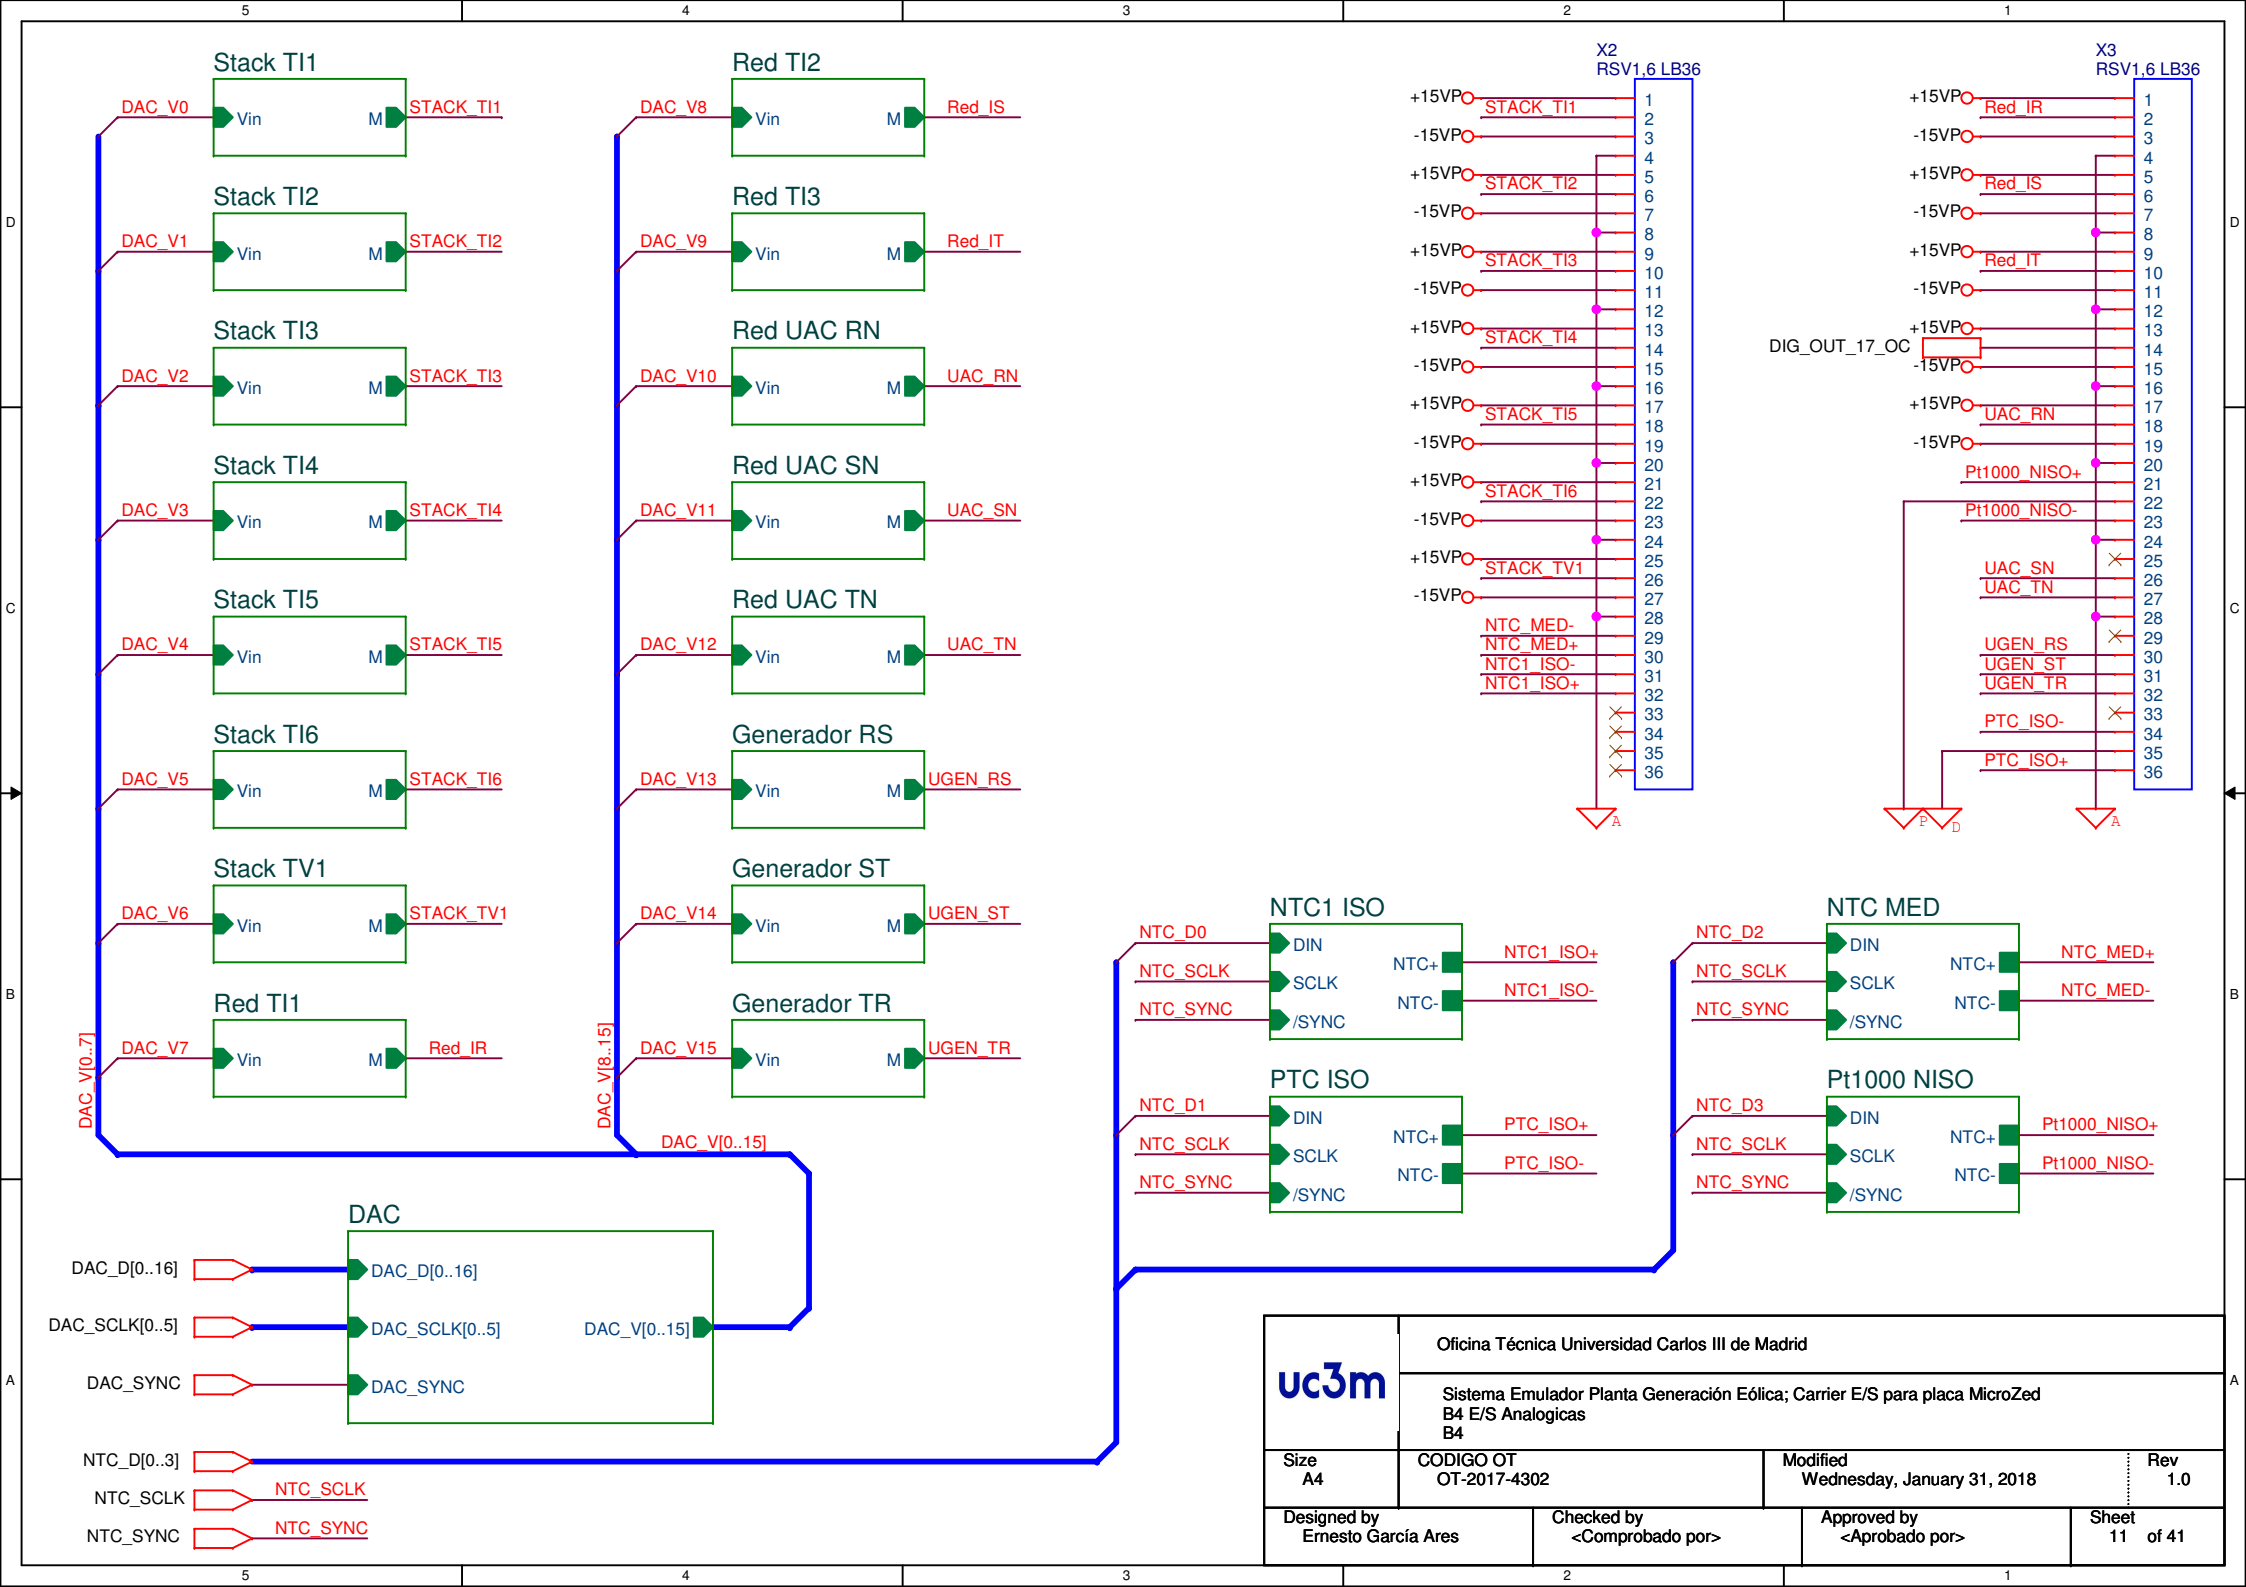 5 4 3 2 1
D D
C C
B B
A A
5 4 3 2 1
Stack TI1
DAC_V0 Vin M STACK_TI1
Stack TI2
DAC_V1 Vin M STACK_TI2
Stack TI3
DAC_V2 Vin M STACK_TI3
Stack TI4
DAC_V3 Vin M STACK_TI4
Stack TI5
DAC_V4 Vin M STACK_TI5
Stack TI6
DAC_V5 Vin M STACK_TI6
Stack TV1
DAC_V6 Vin M STACK_TV1
Red TI1
DAC_V7 Vin M Red_IR
DAC_V[0..7]
Red TI2
DAC_V8 Vin M Red_IS
Red TI3
DAC_V9 Vin M Red_IT
Red UAC RN
DAC_V10 Vin M UAC_RN
Red UAC SN
DAC_V11 Vin M UAC_SN
Red UAC TN
DAC_V12 Vin M UAC_TN
Generador RS
DAC_V13 Vin M UGEN_RS
Generador ST
DAC_V14 Vin M UGEN_ST
Generador TR
DAC_V15 Vin M UGEN_TR
DAC_V[8..15]
DAC_V[0..15]
DAC
DAC_D[0..16] DAC_D[0..16]
DAC_SCLK[0..5] DAC_SCLK[0..5] DAC_V[0..15]
DAC_SYNC DAC_SYNC
NTC_D[0..3]
NTC_SCLK NTC_SCLK
NTC_SYNC NTC_SYNC
X2
RSV1,6 LB36
+15VP 1
STACK_TI1 2
-15VP 3
4
+15VP 5
STACK_TI2 6
-15VP 7
8
+15VP 9
STACK_TI3 10
-15VP 11
12
+15VP 13
STACK_TI4 14
-15VP 15
16
+15VP 17
STACK_TI5 18
-15VP 19
20
+15VP 21
STACK_TI6 22
-15VP 23
24
+15VP 25
STACK_TV1 26
-15VP 27
28
NTC_MED- 29
NTC_MED+ 30
NTC1_ISO- 31
NTC1_ISO+ 32
33
34
35
36
A
X3
RSV1,6 LB36
+15VP 1
Red_IR 2
-15VP 3
4
+15VP 5
Red_IS 6
-15VP 7
8
+15VP 9
Red_IT 10
-15VP 11
12
+15VP 13
DIG_OUT_17_OC 14
-15VP 15
16
+15VP 17
UAC_RN 18
-15VP 19
20
Pt1000_NISO+ 21
22
Pt1000_NISO- 23
24
25
UAC_SN 26
UAC_TN 27
28
29
UGEN_RS 30
UGEN_ST 31
UGEN_TR 32
33
PTC_ISO- 34
35
PTC_ISO+ 36
P D A
NTC1 ISO
NTC_D0 DIN NTC+ NTC1_ISO+
NTC_SCLK SCLK NTC- NTC1_ISO-
NTC_SYNC /SYNC
NTC MED
NTC_D2 DIN NTC+ NTC_MED+
NTC_SCLK SCLK NTC- NTC_MED-
NTC_SYNC /SYNC
PTC ISO
NTC_D1 DIN NTC+ PTC_ISO+
NTC_SCLK SCLK NTC- PTC_ISO-
NTC_SYNC /SYNC
Pt1000 NISO
NTC_D3 DIN NTC+ Pt1000_NISO+
NTC_SCLK SCLK NTC- Pt1000_NISO-
NTC_SYNC /SYNC
uc3m
Oficina Técnica Universidad Carlos III de Madrid
Sistema Emulador Planta Generación Eólica; Carrier E/S para placa MicroZed
B4 E/S Analogicas
B4
Size CODIGO OT Modified Rev
A4 OT-2017-4302 Wednesday, January 31, 2018 1.0
Designed by Checked by Approved by Sheet
Ernesto García Ares <Comprobado por> <Aprobado por> 11 of 41